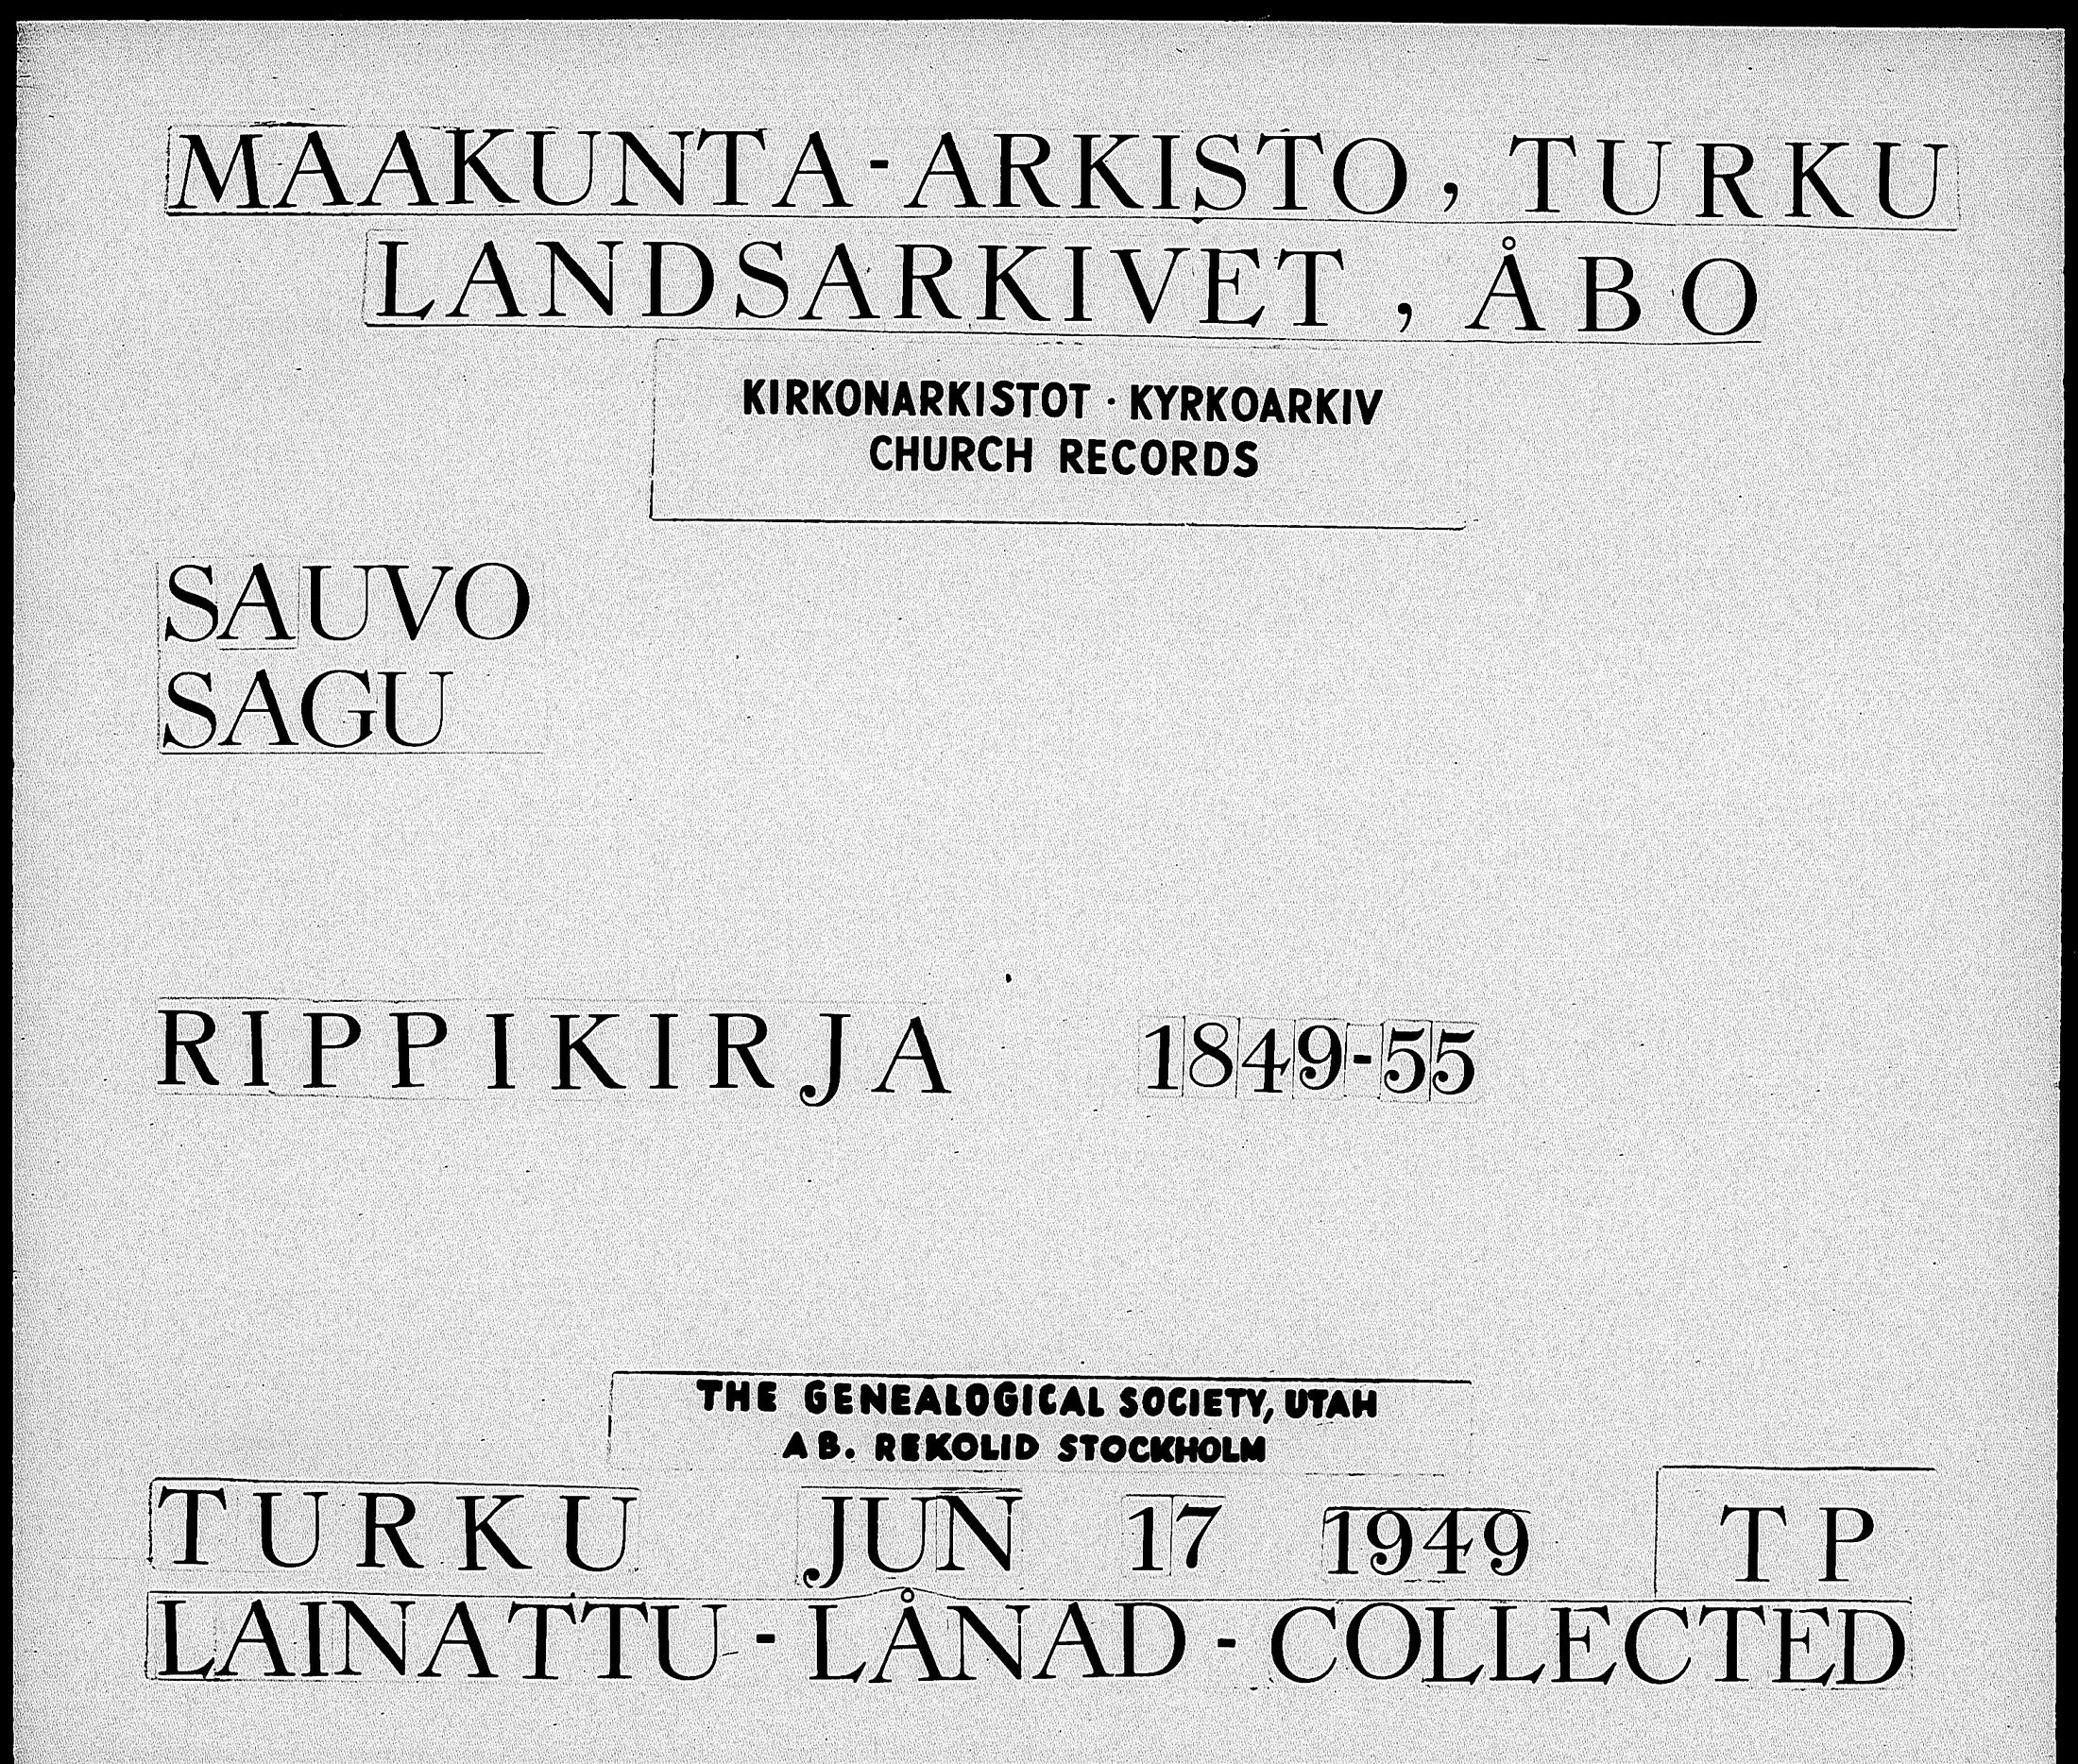 MAAKUNTA-ARKISTO, TURKU
LANDSARKIVET, ÅBO
KIRKONARKISTOT · KYRKOARKIV
CHURCH RECORDS
SAUVO
SAGU
RIPPIKIRJA 1849-55
THE GENEALOGICAL SOCIETY, UTAH
AB. REKOLID STOCKHOLM
TURKU JUN 17 1949 TP
LAINATTU - LÅNAD - COLLECTED